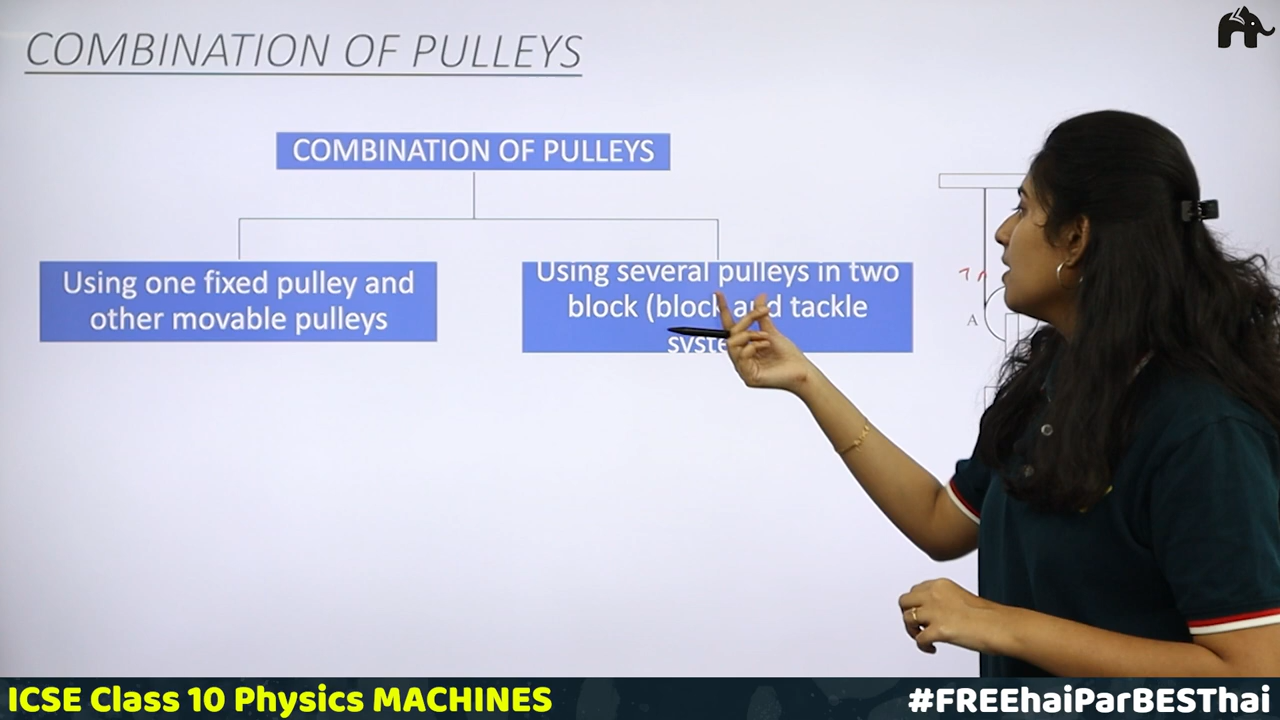 COMBINATION OF PULLEYS
COMBINATION OF PULLEYS
Using one fixed pulley and
other movable pulleys
Using several pulleys in two
block (block and tackle
A
ICSE Class 10 Physics MACHINES
#FREEhaiParBESThai